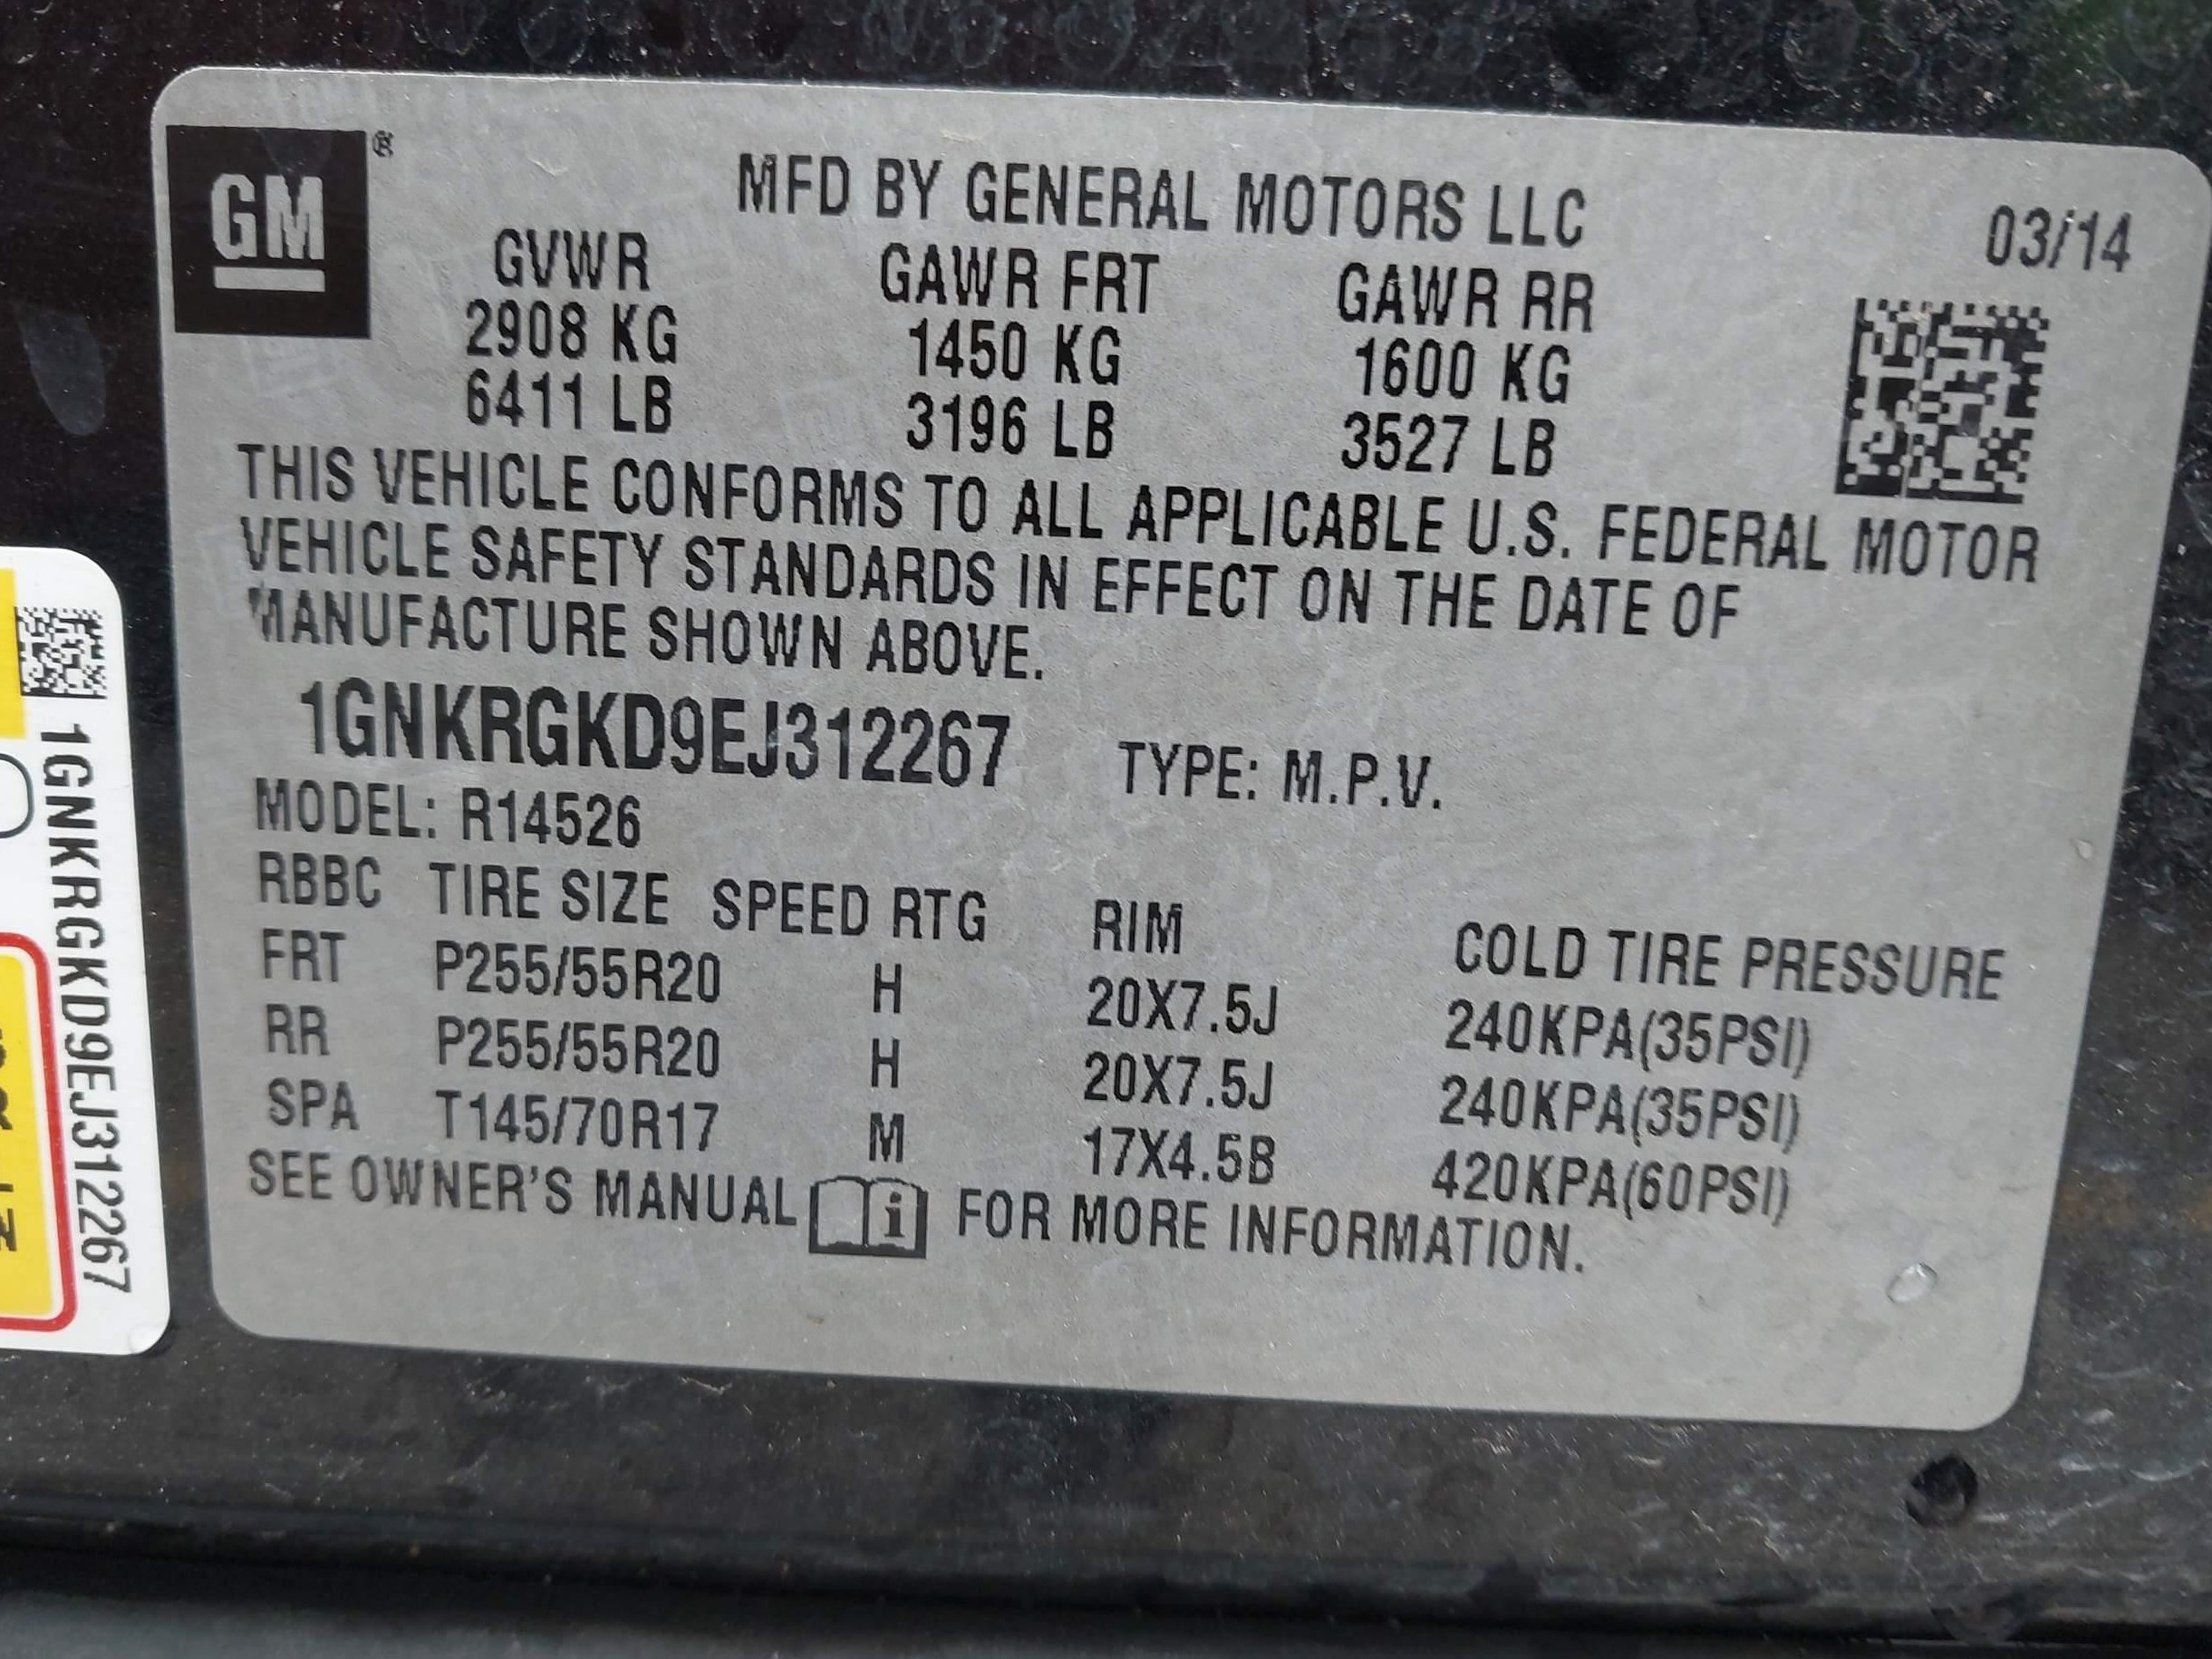 GM ®
MFD BY GENERAL MOTORS LLC 03/14
GVWR GAWR FRT GAWR RR
2908 KG 1450 KG 1600 KG
6411 LB 3196 LB 3527 LB
THIS VEHICLE CONFORMS TO ALL APPLICABLE U.S. FEDERAL MOTOR
VEHICLE SAFETY STANDARDS IN EFFECT ON THE DATE OF
MANUFACTURE SHOWN ABOVE.
1GNKRGKD9EJ312267 TYPE: M.P.V.
MODEL: R14526
RBBC TIRE SIZE SPEED RTG RIM COLD TIRE PRESSURE
FRT P255/55R20 H 20X7.5J 240KPA(35PSI)
RR P255/55R20 H 20X7.5J 240KPA(35PSI)
SPA T145/70R17 M 17X4.5B 420KPA(60PSI)
SEE OWNER'S MANUAL i FOR MORE INFORMATION.
1GNKRGKD9EJ312267